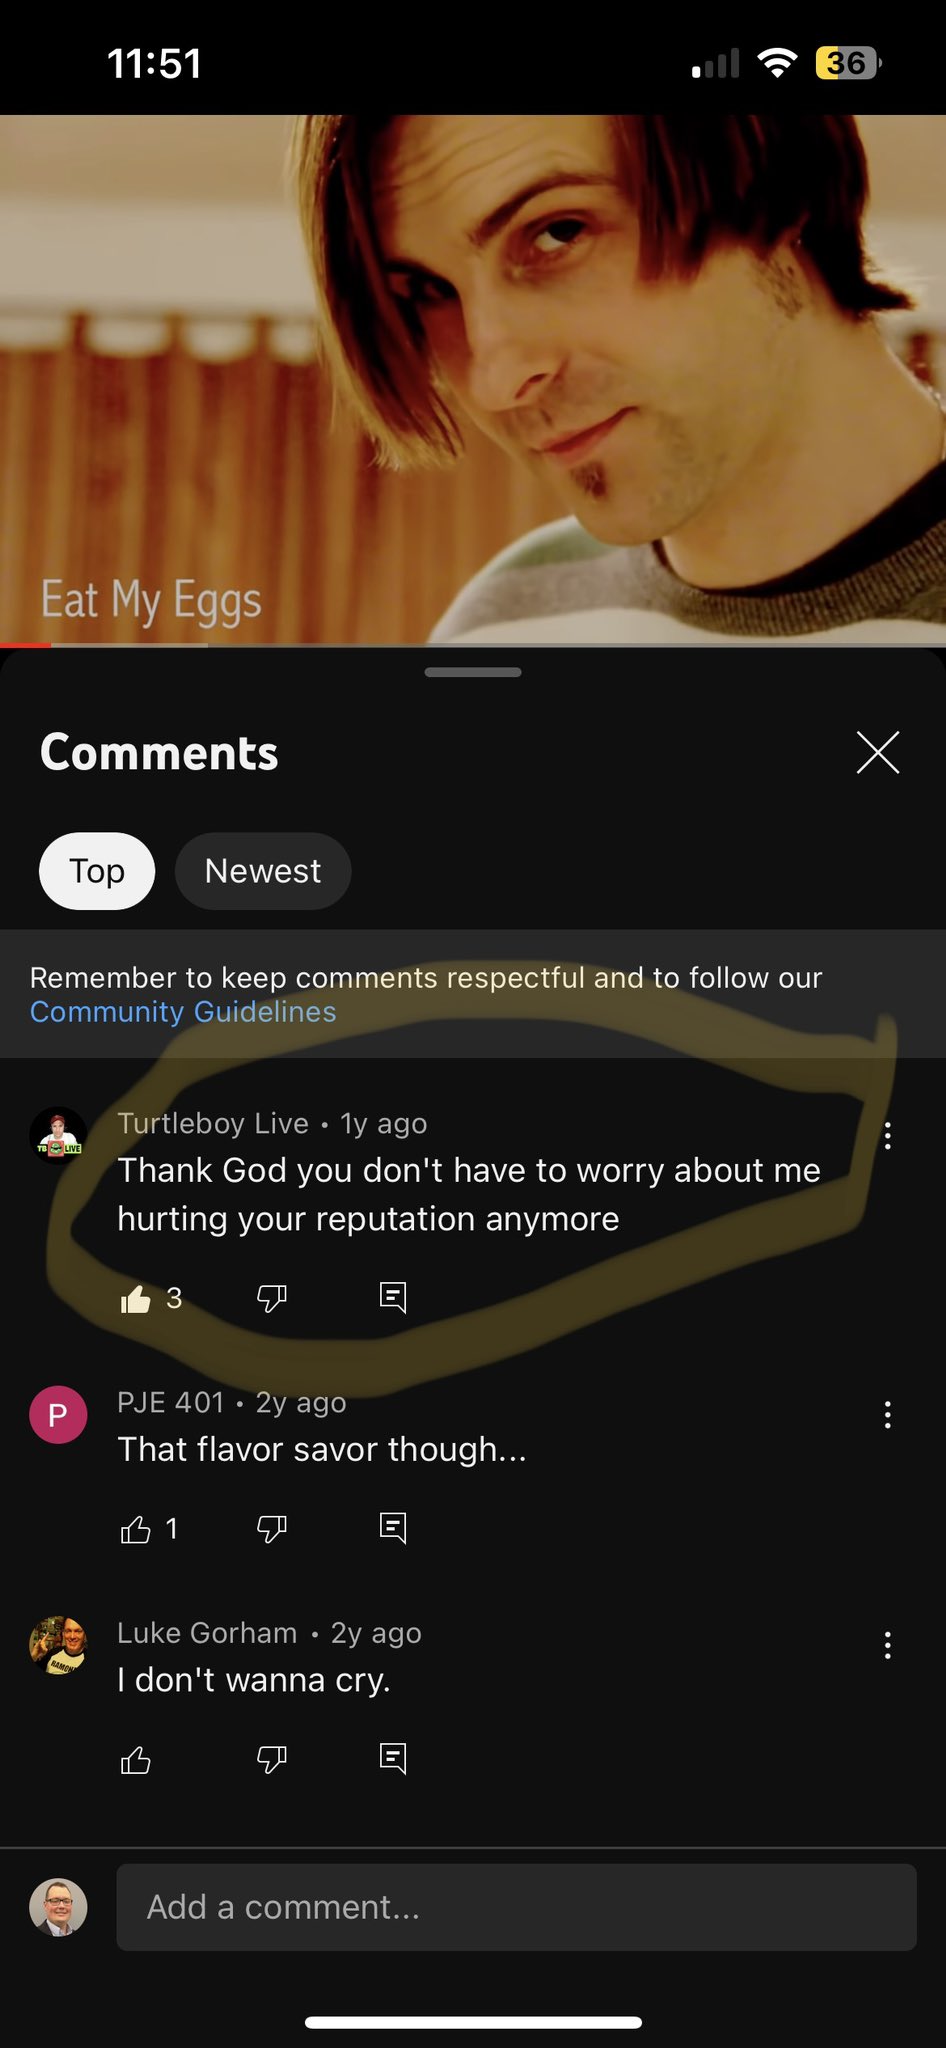 11:51
36
Eat My Eggs
Comments
Top
Newest
Remember to keep comments respectful and to follow our
Community Guidelines
TB LIVE
Turtleboy Live • 1y ago
Thank God you don't have to worry about me
hurting your reputation anymore
3
P
PJE 401 • 2y ago
That flavor savor though...
1
Luke Gorham • 2y ago
I don't wanna cry.
Add a comment...